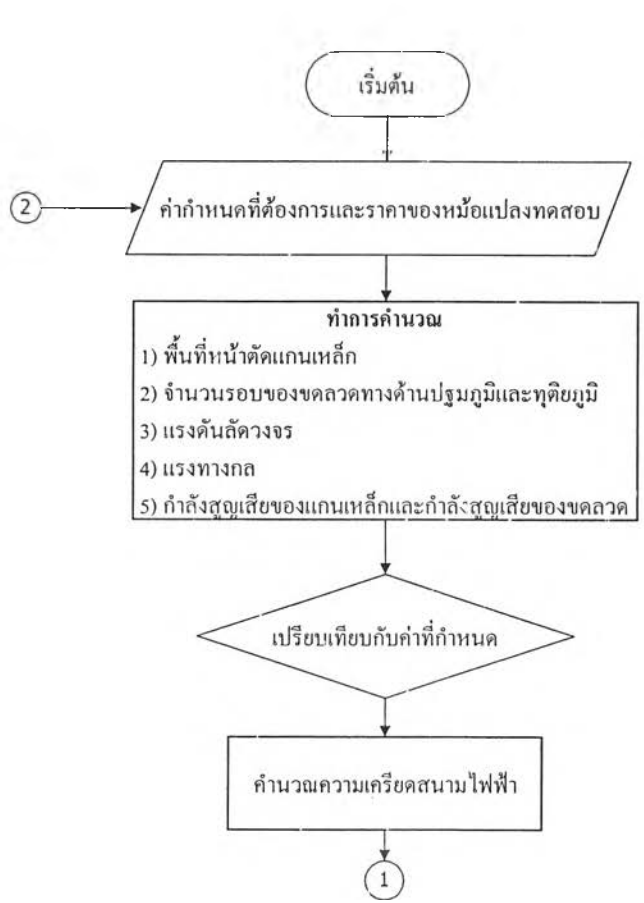 เริ่มต้น
2
ค่ากำหนดที่ต้องการและราคาของหม้อแปลงทดสอบ
ทำการคำนวณ
1) พื้นที่หน้าตัดแกนเหล็ก
2) จำนวนรอบของขดลวดทางด้านปฐมภูมิและทุติยภูมิ
3) แรงดันลัดวงจร
4) แรงทางกล
5) กำลังสูญเสียของแกนเหล็กและกำลังสูญเสียของขดลวด
เปรียบเทียบกับค่าที่กำหนด
คำนวณความเครียดสนามไฟฟ้า
1